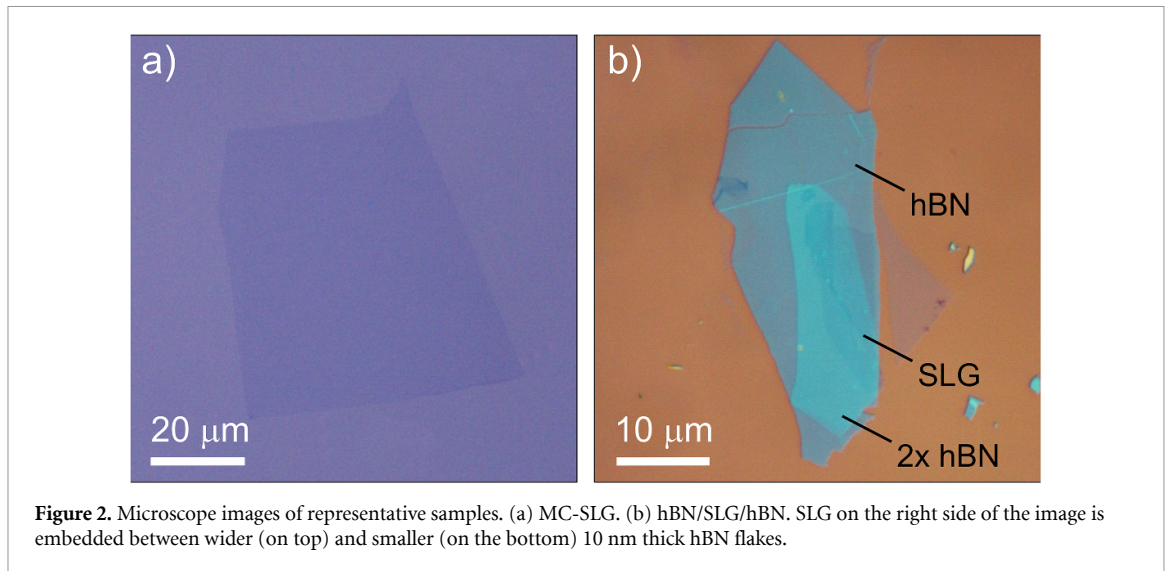 a)
20 μm
b)
hBN
SLG
2x hBN
10 μm
Figure 2. Microscope images of representative samples. (a) MC-SLG. (b) hBN/SLG/hBN. SLG on the right side of the image is
embedded between wider (on top) and smaller (on the bottom) 10 nm thick hBN flakes.